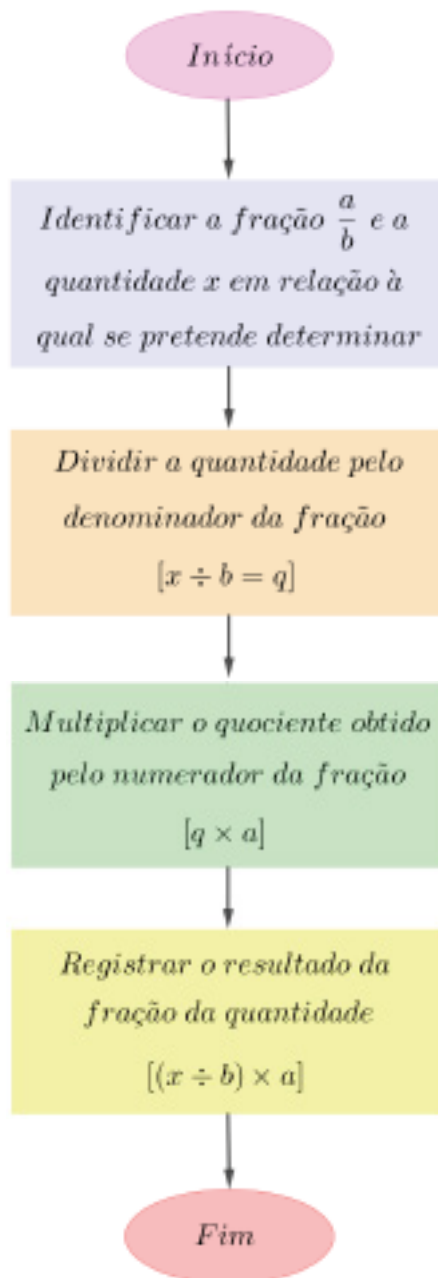 Início
Identificar a fração a/b e a
quantidade x em relação à
qual se pretende determinar
Dividir a quantidade pelo
denominador da fração
[x ÷ b = q]
Multiplicar o quociente obtido
pelo numerador da fração
[q × a]
Registrar o resultado da
fração da quantidade
[(x ÷ b) × a]
Fim